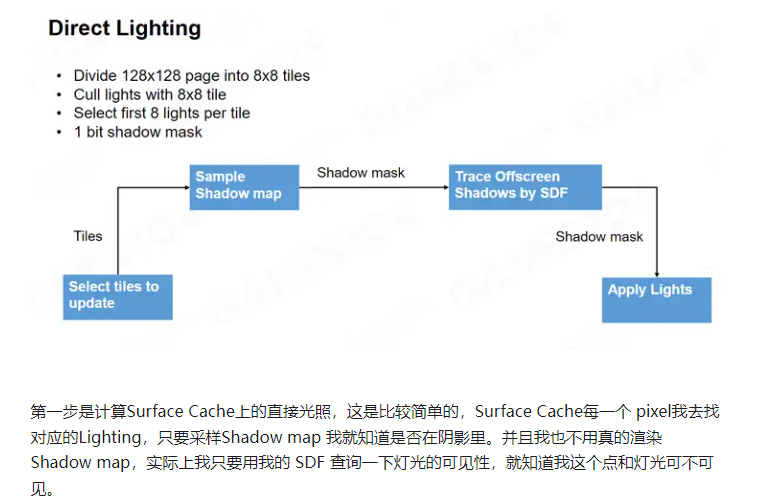 Direct Lighting
• Divide 128x128 page into 8x8 tiles
• Cull lights with 8x8 tile
• Select first 8 lights per tile
• 1 bit shadow mask
Sample
Shadow map
Shadow mask
Trace Offscreen
Shadows by SDF
Tiles
Shadow mask
Select tiles to
update
Apply Lights
第一步是计算Surface Cache上的直接光照，这是比较简单的，Surface Cache每一个 pixel我去找
对应的Lighting，只要采样Shadow map 我就知道是否在阴影里。并且我也不用真的渲染
Shadow map，实际上我只要用我的 SDF 查询一下灯光的可见性，就知道我这个点和灯光可不可
见。